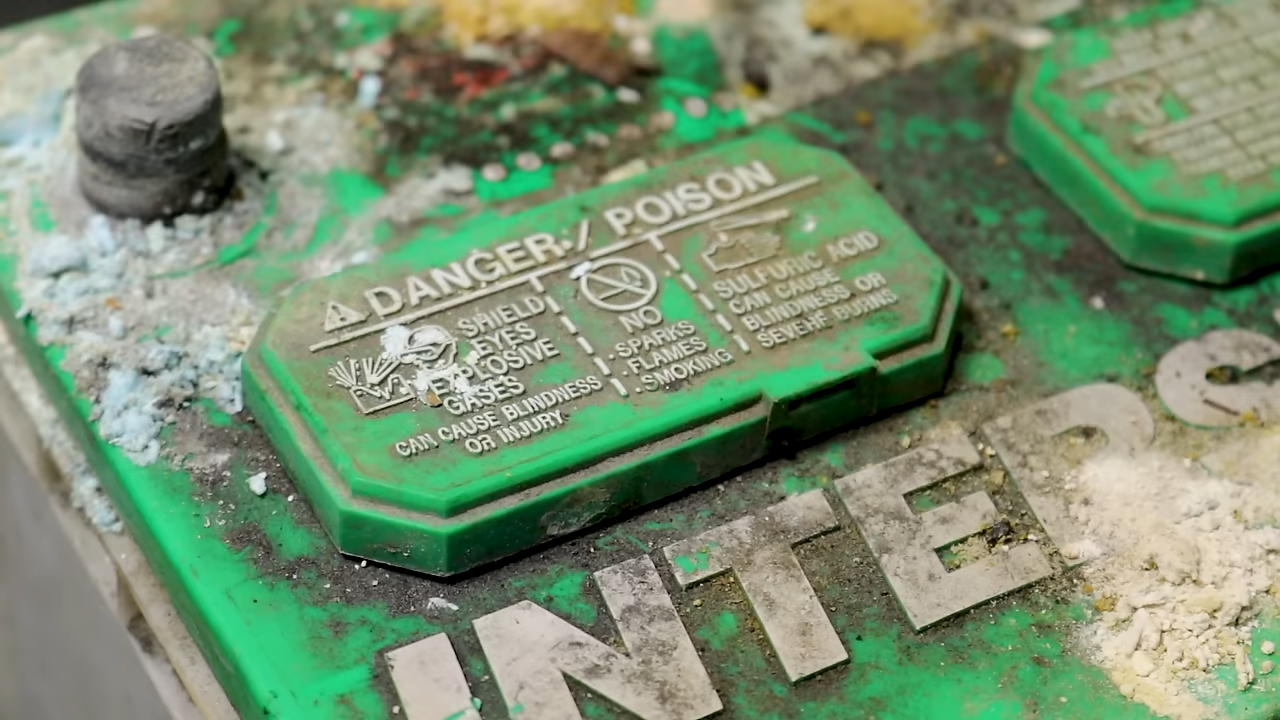 DANGER / POISON
SHIELD
EYES
EXPLOSIVE
GASES
CAN CAUSE BLINDNESS
OR INJURY
NO
• SPARKS
• FLAMES
• SMOKING
SULFURIC ACID
CAN CAUSE
BLINDNESS OR
SEVERE BURNS
INTER